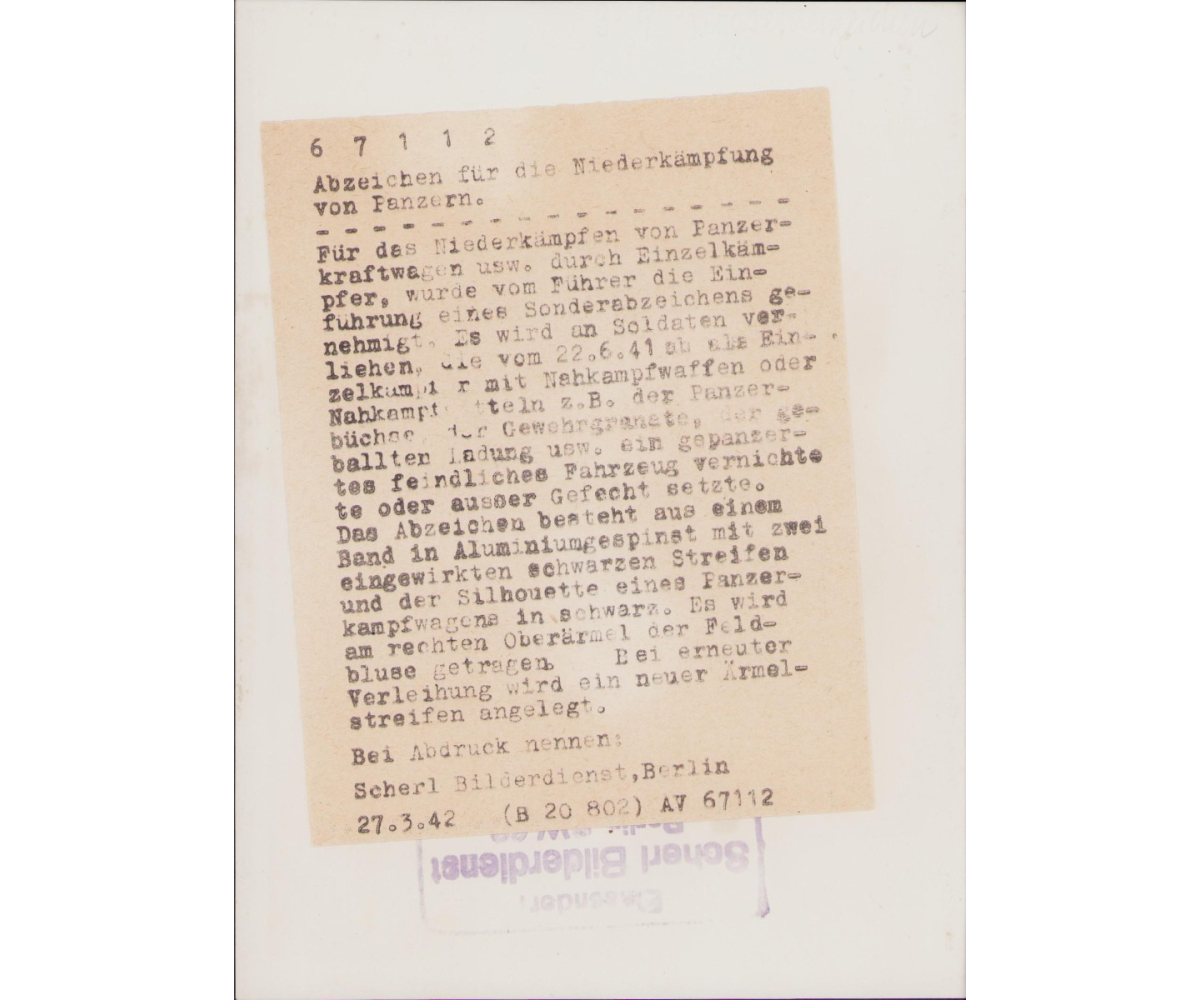 6 7 1 1 2
Abzeichen für die Niederkämpfung
von Panzern.
- - - - - - - - - - - - - - - - -
Für das Niederkämpfen von Panzer-
kraftwagen usw. durch Einzelkäm-
pfer, wurde vom Führer die Ein-
führung eines Sonderabzeichens ge-
nehmigt. Es wird an Soldaten ver-
liehen, die vom 22.6.41 ab als Ein-
zelkämpfer mit Nahkampfwaffen oder
Nahkampfmitteln z.B. der Panzer-
büchse, der Gewehrgranate, der ge-
ballten Ladung usw. ein gepanzer-
tes feindliches Fahrzeug vernichte
te oder ausser Gefecht setzte.
Das Abzeichen besteht aus einem
Band in Aluminiumgespinst mit zwei
eingewirkten schwarzen Streifen
und der Silhouette eines Panzer-
kampfwagens in schwarz. Es wird
am rechten Oberärmel der Feld-
bluse getragen. Bei erneuter
Verleihung wird ein neuer Ärmel-
streifen angelegt.
Bei Abdruck nennen:
Scherl Bilderdienst, Berlin
27.3.42 (B 20 802) AV 67112
Scherl Bilderdienst